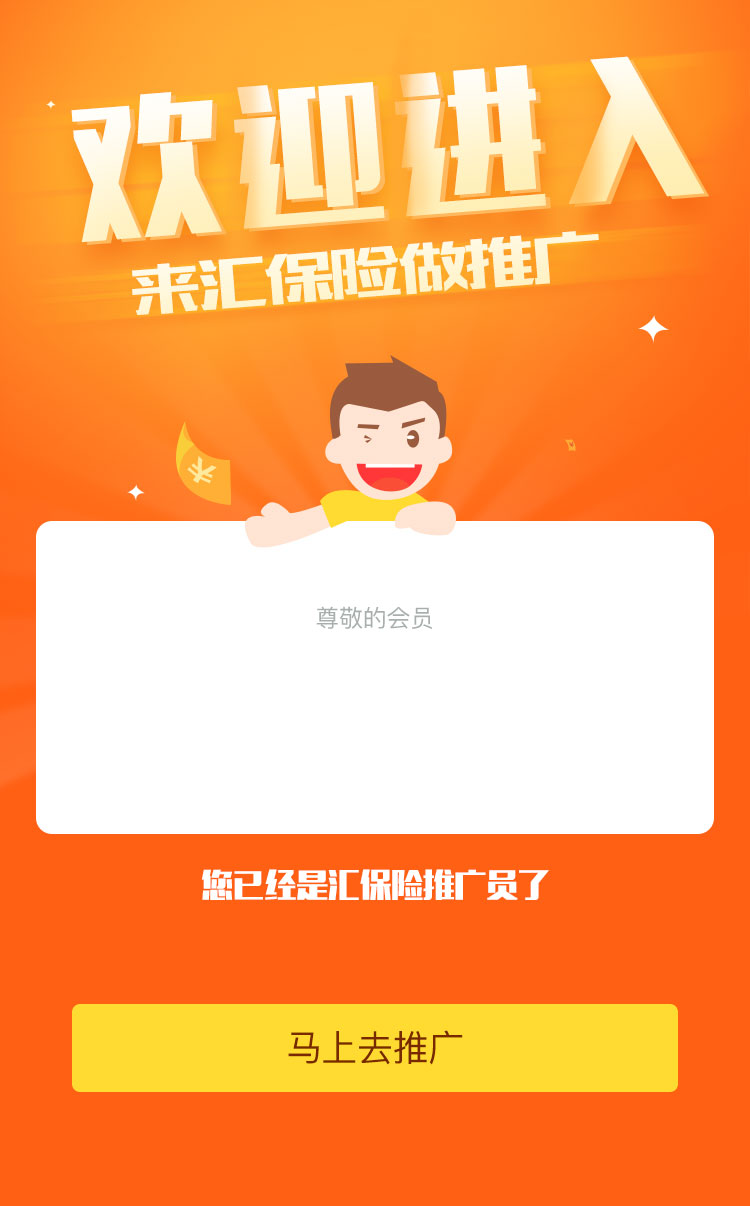 欢迎进入
来汇保险做推广
¥
尊敬的会员
您已经是汇保险推广员了
马上去推广